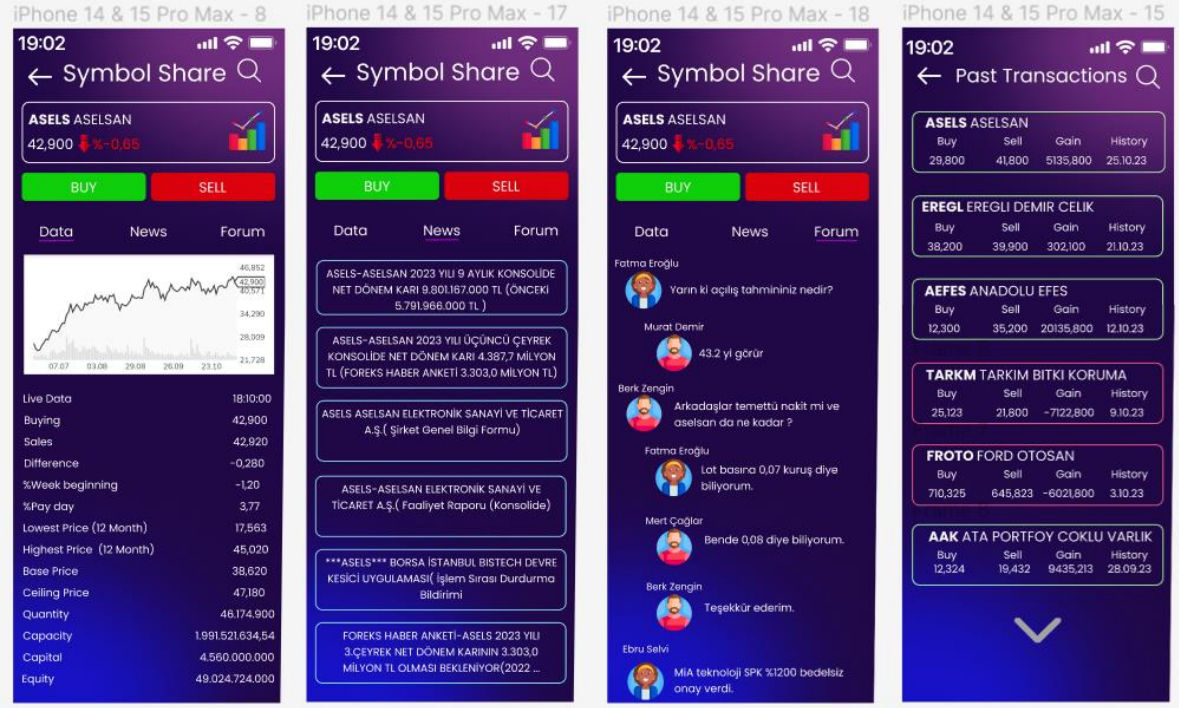 iPhone 14 & 15 Pro Max - 8
19:02
Symbol Share
ASELS ASELSAN
42,900 %-0,65
BUY SELL
Data News Forum
46,852
42,900
40,571
34,290
28,009
21,728
07.07 03.08 29.08 26.09 23.10
Live Data 18:10:00
Buying 42,900
Sales 42,920
Difference -0,280
%Week beginning -1,20
%Pay day 3,77
Lowest Price (12 Month) 17,563
Highest Price (12 Month) 45,020
Base Price 38,620
Ceiling Price 47,180
Quantity 46.174.900
Capacity 1.991.521.634,54
Capital 4.560.000.000
Equity 49.024.724.000
iPhone 14 & 15 Pro Max - 17
19:02
Symbol Share
ASELS ASELSAN
42,900 %-0,65
BUY SELL
Data News Forum
ASELS-ASELSAN 2023 YILI 9 AYLIK KONSOLİDE
NET DÖNEM KARI 9.801.167.000 TL (ÖNCEKİ
5.791.966.000 TL )
ASELS-ASELSAN 2023 YILI ÜÇÜNCÜ ÇEYREK
KONSOLİDE NET DÖNEM KARI 4.387,7 MİLYON
TL (FOREKS HABER ANKETİ 3.303,0 MİLYON TL)
ASELS ASELSAN ELEKTRONİK SANAYİ VE TİCARET
A.Ş.( Şirket Genel Bilgi Formu)
ASELS-ASELSAN ELEKTRONİK SANAYİ VE
TİCARET A.Ş.( Faaliyet Raporu (Konsolide)
***ASELS*** BORSA İSTANBUL BISTECH DEVRE
KESİCİ UYGULAMASI( İşlem Sırası Durdurma
Bildirimi
FOREKS HABER ANKETİ-ASELS 2023 YILI
3.ÇEYREK NET DÖNEM KARININ 3.303,0
MİLYON TL OLMASI BEKLENİYOR(2022 ...
iPhone 14 & 15 Pro Max - 18
19:02
Symbol Share
ASELS ASELSAN
42,900 %-0,65
BUY SELL
Data News Forum
Fatma Eroğlu
Yarın ki açılış tahmininiz nedir?
Murat Demir
43.2 yi görür
Berk Zengin
Arkadaşlar temettü nakit mi ve
aselsan da ne kadar ?
Fatma Eroğlu
Lot basına 0,07 kuruş diye
biliyorum.
Mert Çoğlar
Bende 0,08 diye biliyorum.
Berk Zengin
Teşekkür ederim.
Ebru Selvi
MİA teknoloji SPK %1200 bedelsiz
onay verdi.
iPhone 14 & 15 Pro Max - 15
19:02
Past Transactions
ASELS ASELSAN
Buy Sell Gain History
29,800 41,800 5135,800 25.10.23
EREGL EREGLI DEMIR CELIK
Buy Sell Gain History
38,200 39,900 302,100 21.10.23
AEFES ANADOLU EFES
Buy Sell Gain History
12,300 35,200 20135,800 12.10.23
TARKM TARKIM BITKI KORUMA
Buy Sell Gain History
25,123 21,800 -7122,800 9.10.23
FROTO FORD OTOSAN
Buy Sell Gain History
710,325 645,823 -6021,800 3.10.23
AAK ATA PORTFOY COKLU VARLIK
Buy Sell Gain History
12,324 19,432 9435,213 28.09.23